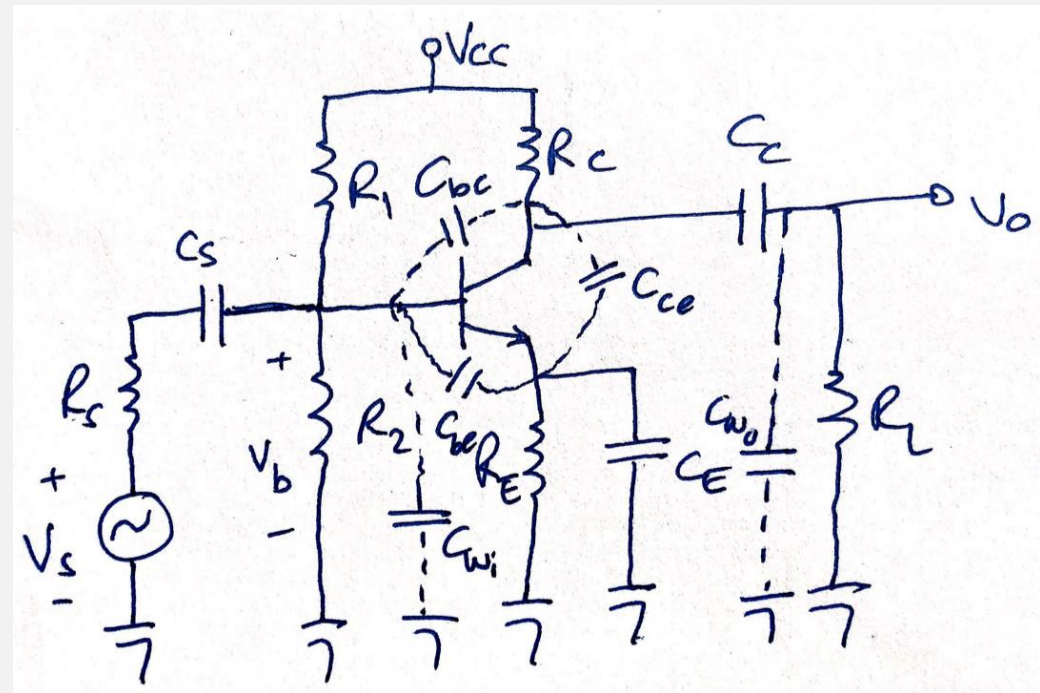 Vcc
R1
Cbc
Rc
Cc
Vo
Cs
Cce
Rs
+
Vb
-
R2
Cbe
RE
CE
Cwo
RL
+
Vs
-
Cwi